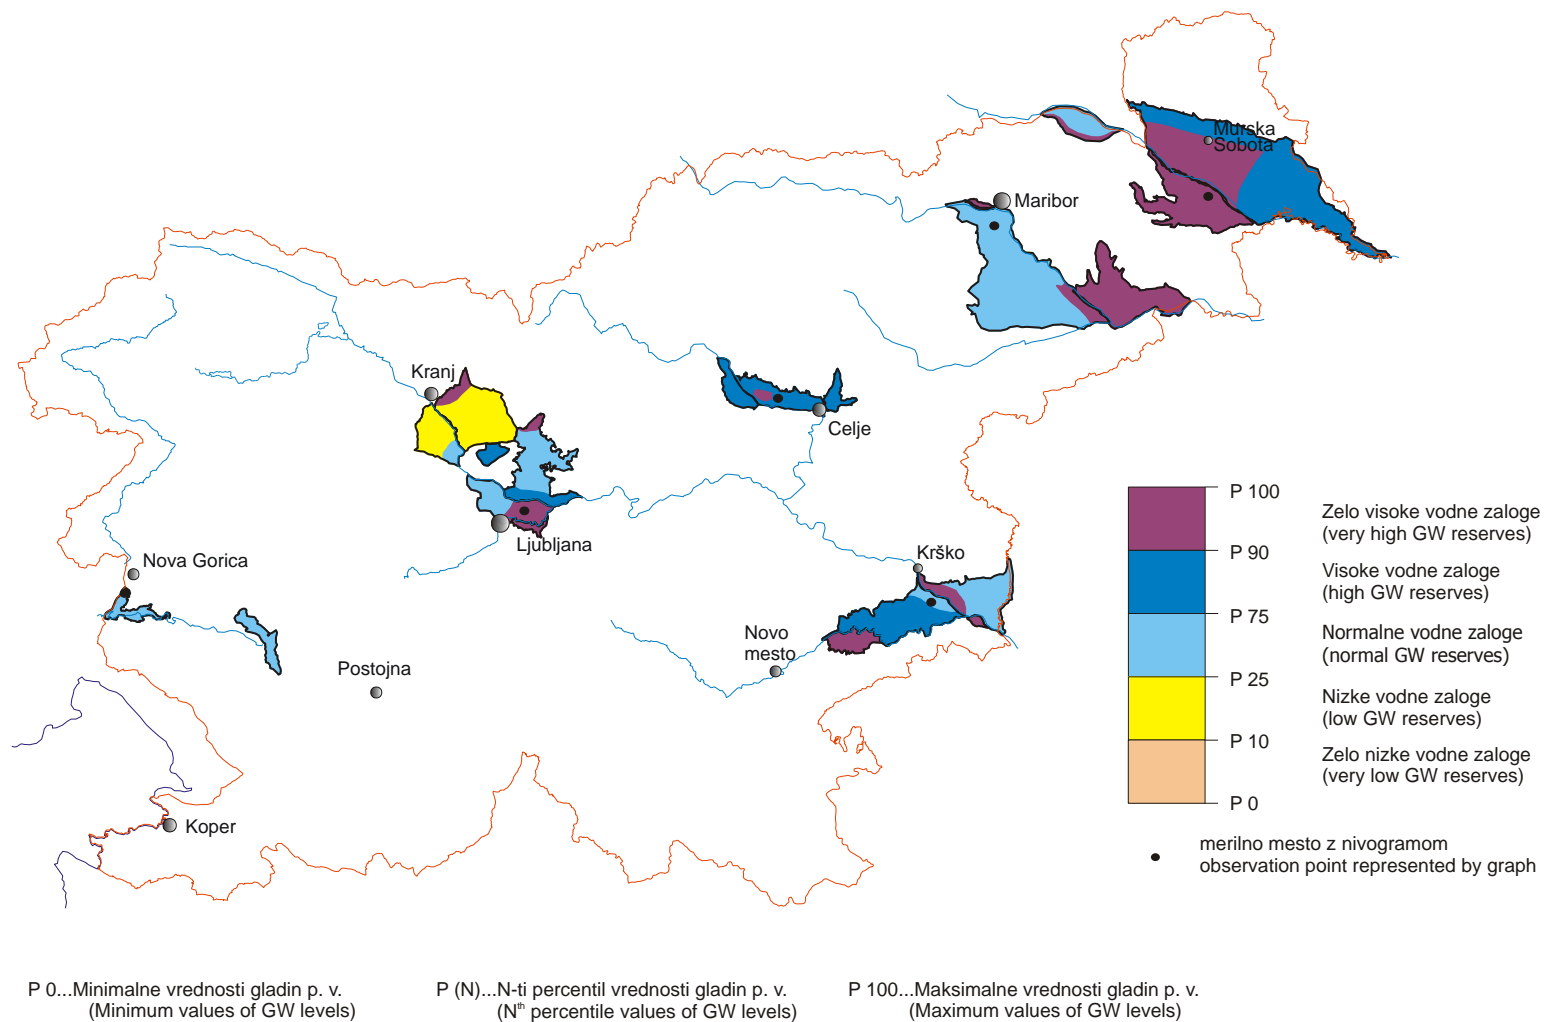 Murska
Sobota
Maribor
Kranj
Celje
Ljubljana
Nova Gorica
Krško
Novo
mesto
Postojna
Koper
P 100
Zelo visoke vodne zaloge
(very high GW reserves)
P 90
Visoke vodne zaloge
(high GW reserves)
P 75
Normalne vodne zaloge
(normal GW reserves)
P 25
Nizke vodne zaloge
(low GW reserves)
P 10
Zelo nizke vodne zaloge
(very low GW reserves)
P 0
merilno mesto z nivogramom
observation point represented by graph
P 0...Minimalne vrednosti gladin p. v.
(Minimum values of GW levels)
P (N)...N-ti percentil vrednosti gladin p. v.
(Nth percentile values of GW levels)
P 100...Maksimalne vrednosti gladin p. v.
(Maximum values of GW levels)